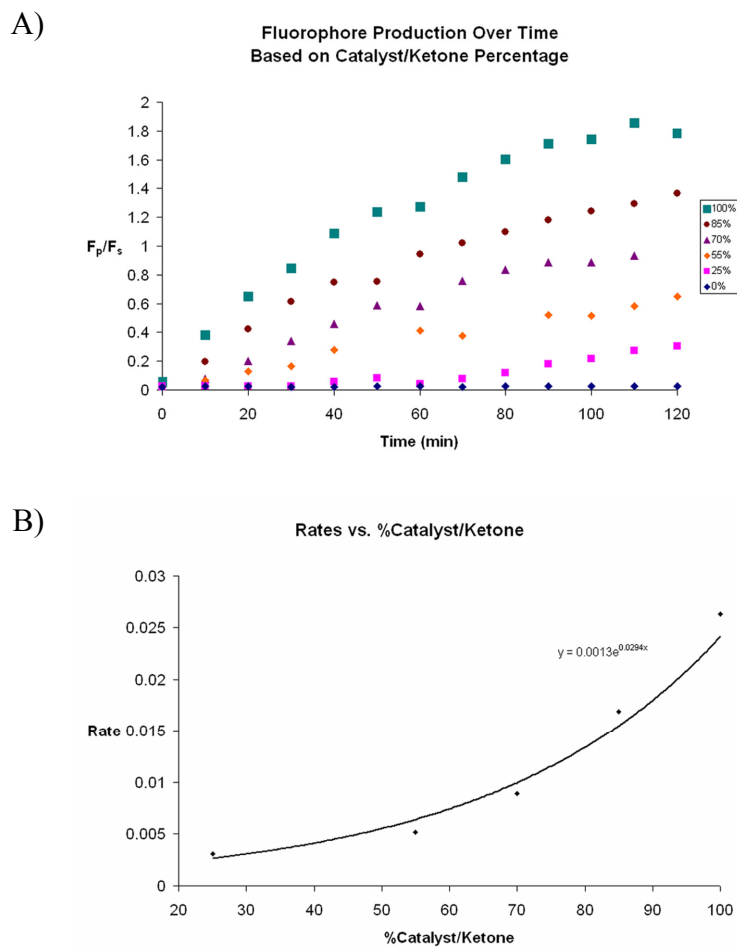 A)
Fluorophore Production Over Time
Based on Catalyst/Ketone Percentage
2
1.8
1.6
1.4
1.2
1
0.8
0.6
0.4
0.2
0
Fp/Fs
0 20 40 60 80 100 120
Time (min)
100%
85%
70%
55%
25%
0%
B)
Rates vs. %Catalyst/Ketone
0.03
0.025
0.02
0.015
0.01
0.005
0
Rate
y = 0.0013e^0.0294x
20 30 40 50 60 70 80 90 100
%Catalyst/Ketone